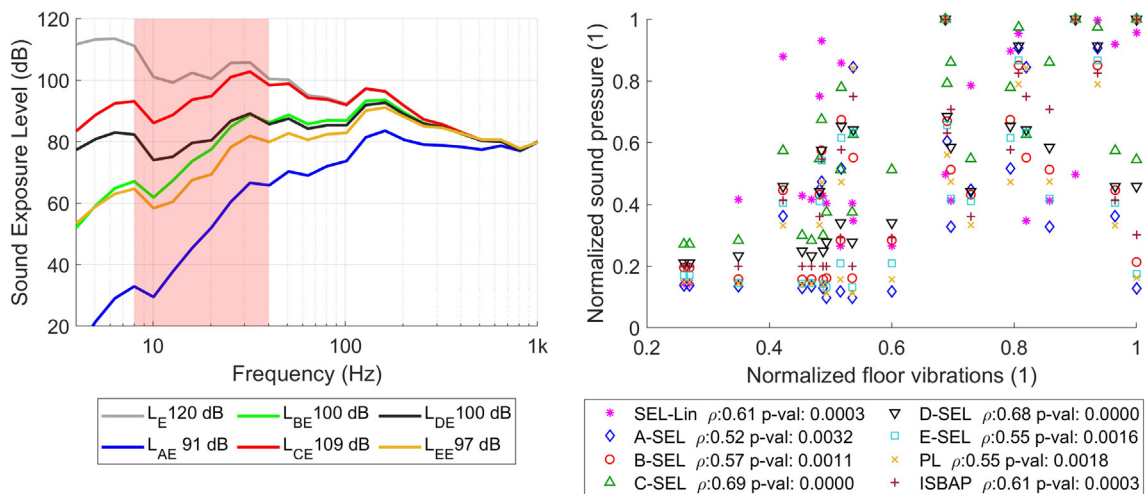 120
100
80
60
40
20
Sound Exposure Level (dB)
10 100 1k
Frequency (Hz)
L_E 120 dB L_BE 100 dB L_DE 100 dB
L_AE 91 dB L_CE 109 dB L_EE 97 dB
1
0.8
0.6
0.4
0.2
0
Normalized sound pressure (1)
0.2 0.4 0.6 0.8 1
Normalized floor vibrations (1)
SEL-Lin ρ:0.61 p-val: 0.0003 D-SEL ρ:0.68 p-val: 0.0000
A-SEL ρ:0.52 p-val: 0.0032 E-SEL ρ:0.55 p-val: 0.0016
B-SEL ρ:0.57 p-val: 0.0011 PL ρ:0.55 p-val: 0.0018
C-SEL ρ:0.69 p-val: 0.0000 ISBAP ρ:0.61 p-val: 0.0003